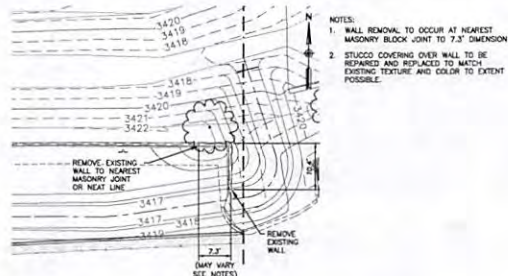 3420
3419
3418
N
NOTES:
1. WALL REMOVAL TO OCCUR AT NEAREST
MASONRY BLOCK JOINT TO 7.3' DIMENSION
2. STUCCO COVERING OVER WALL TO BE
REPAIRED AND REPLACED TO MATCH
EXISTING TEXTURE AND COLOR TO EXTENT
POSSIBLE.
3418
3419
3420
3421
3422
3420
REMOVE EXISTING
WALL TO NEAREST
MASONRY JOINT
OR NEAT LINE
3417
3417
3418
3419
REMOVE
EXISTING
WALL
7.3'
(MAY VARY
SEE NOTES)